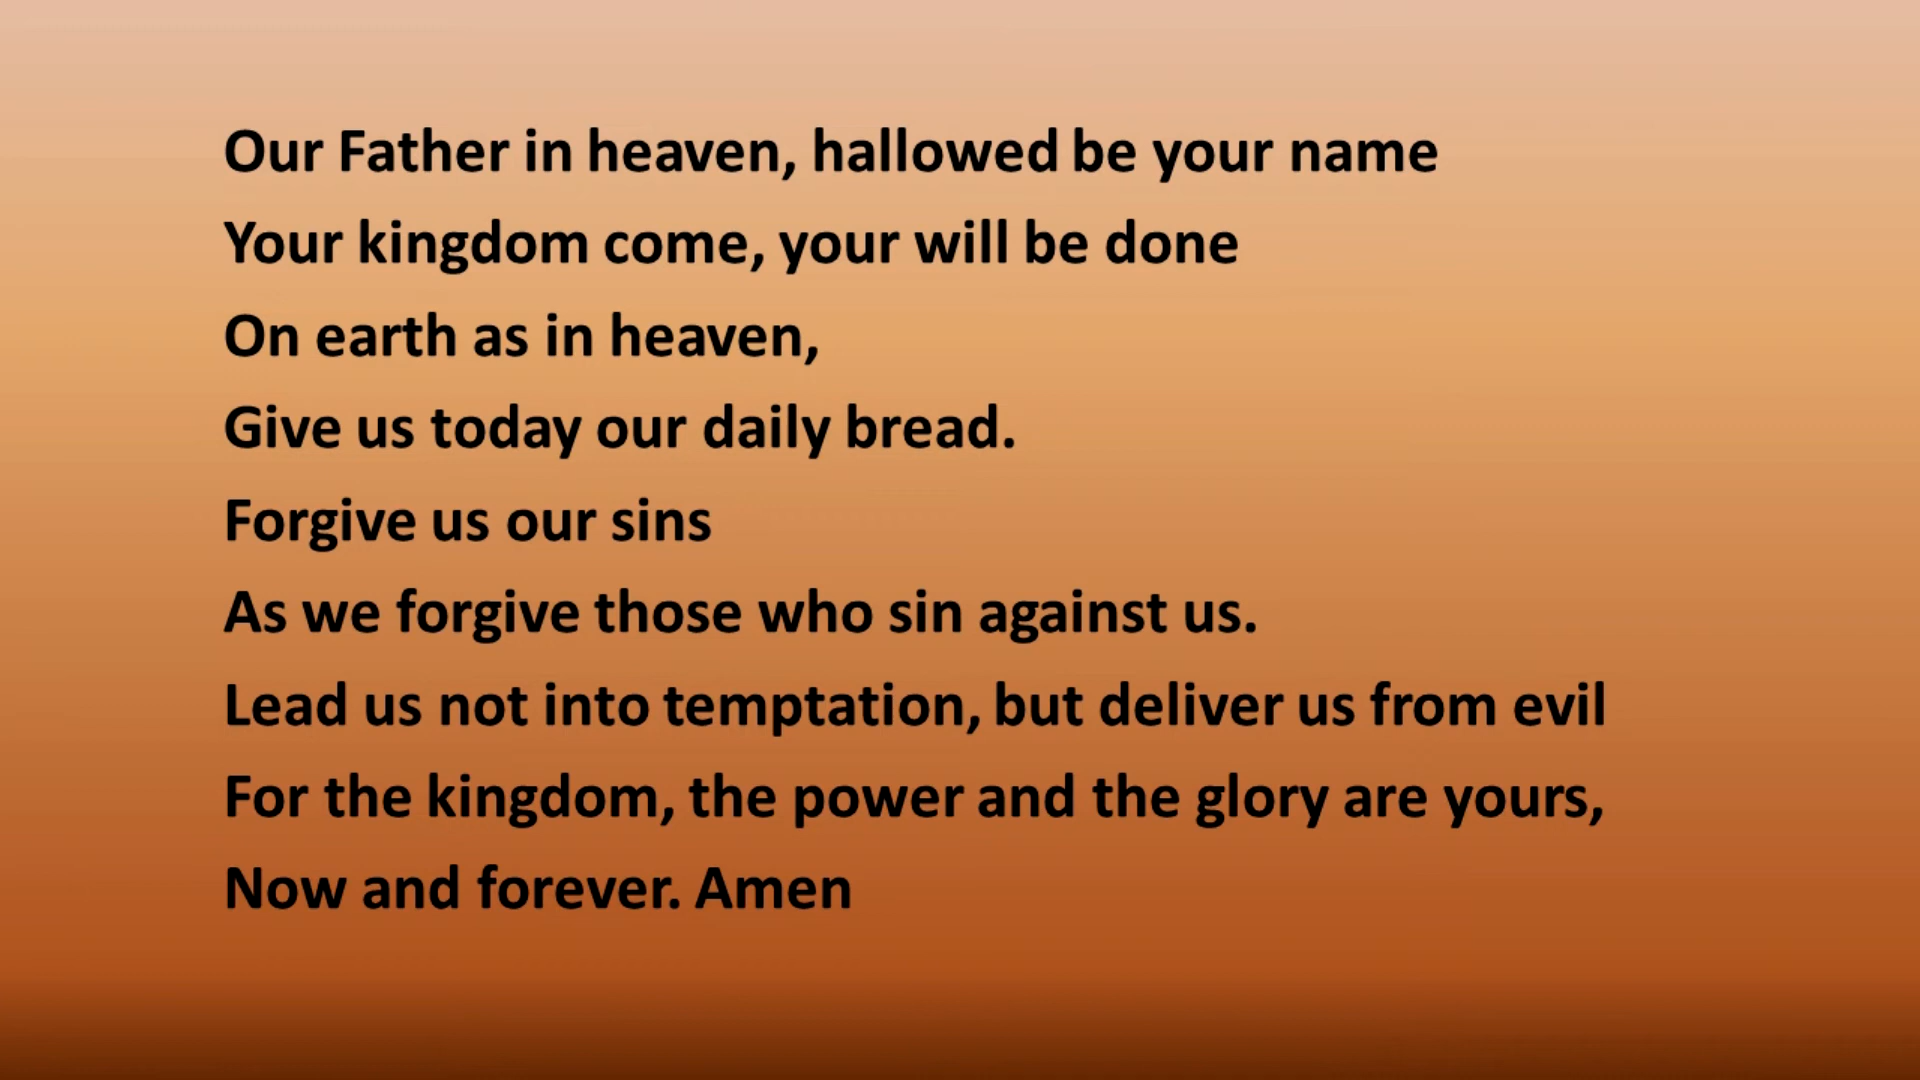 Our Father in heaven, hallowed be your name
Your kingdom come, your will be done
On earth as in heaven,
Give us today our daily bread.
Forgive us our sins
As we forgive those who sin against us.
Lead us not into temptation, but deliver us from evil
For the kingdom, the power and the glory are yours,
Now and forever. Amen